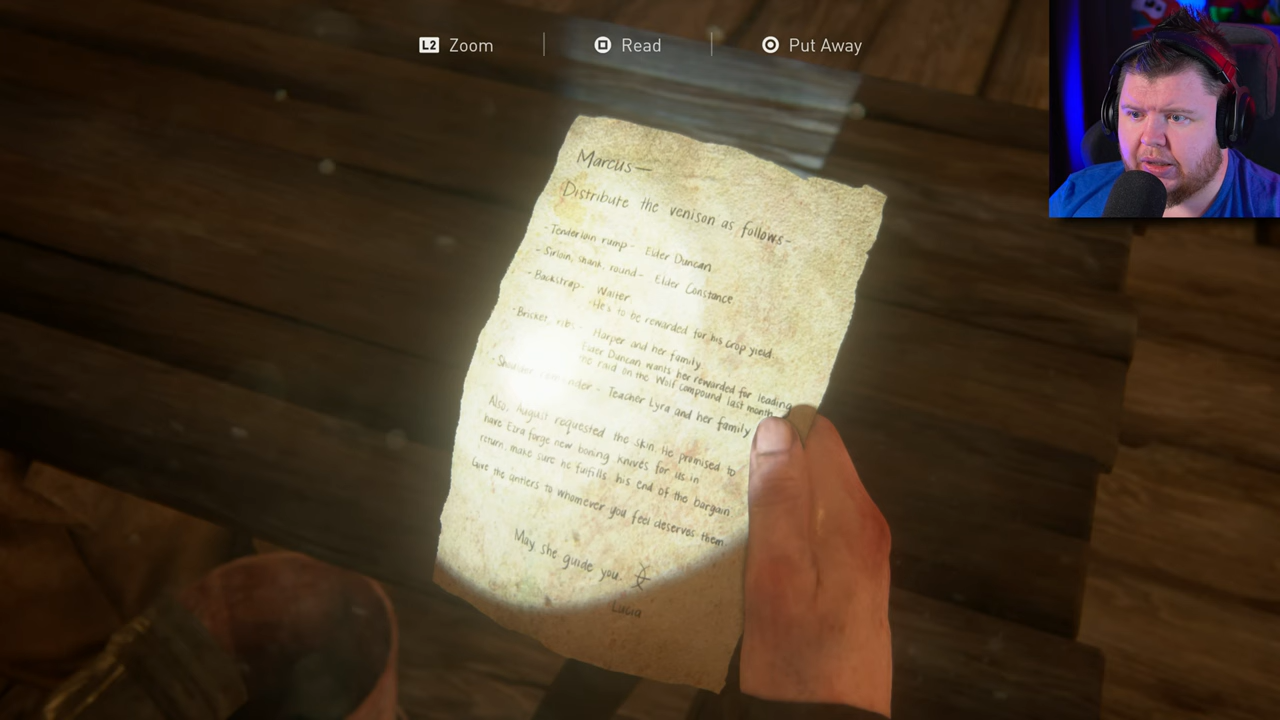 L2 Zoom
Read
Put Away
Marcus—
Distribute the venison as follows-
-Tenderloin rump- Elder Duncan
- Sirloin, shank, round- Elder Constance
- Backstrap- Walter
-He's to be rewarded for his crop yield.
- Brisket, ribs- Harper and her family.
Elder Duncan wants her rewarded for leading
the raid on the Wolf compound last month.
- Shoulder, - Teacher Lyra and her family
Also, August requested the skin. He promised to
have Ezra forge new boning knives for us in
return. make sure he fulfills his end of the bargain
Give the antlers to whomever you feel deserves them.
May she guide you.
Lucia